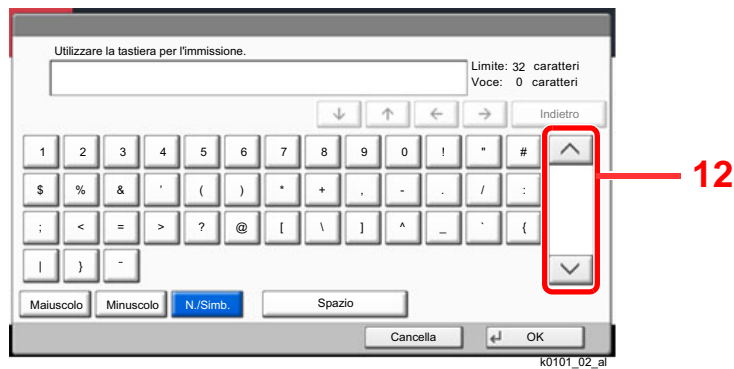 Utilizzare la tastiera per l'immissione.
Limite: 32 caratteri
Voce: 0 caratteri
Indietro
1 2 3 4 5 6 7 8 9 0 ! " #
$ % & ' ( ) * + , - . / :
; < = > ? @ [ \ ] ^ _ ` {
| } ~
12
Maiuscolo Minuscolo N./Simb. Spazio
Cancella OK
k0101_02_al